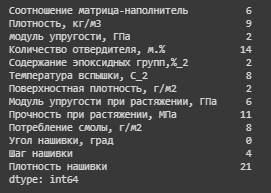 Соотношение матрица-наполнитель 6
Плотность, кг/м3 9
модуль упругости, ГПа 2
Количество отвердителя, м.% 14
Содержание эпоксидных групп,%_2 2
Температура вспышки, С_2 8
Поверхностная плотность, г/м2 2
Модуль упругости при растяжении, ГПа 6
Прочность при растяжении, МПа 11
Потребление смолы, г/м2 8
Угол нашивки, град 0
Шаг нашивки 4
Плотность нашивки 21
dtype: int64